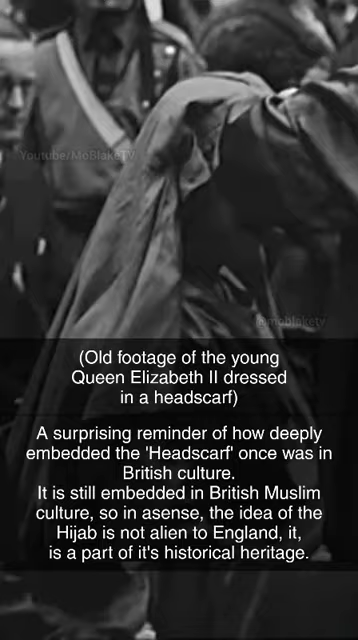 Youtube/MoBlakeTV
@moblaketv
(Old footage of the young
Queen Elizabeth II dressed
in a headscarf)
A surprising reminder of how deeply
embedded the 'Headscarf' once was in
British culture.
It is still embedded in British Muslim
culture, so in asense, the idea of the
Hijab is not alien to England, it,
is a part of it's historical heritage.